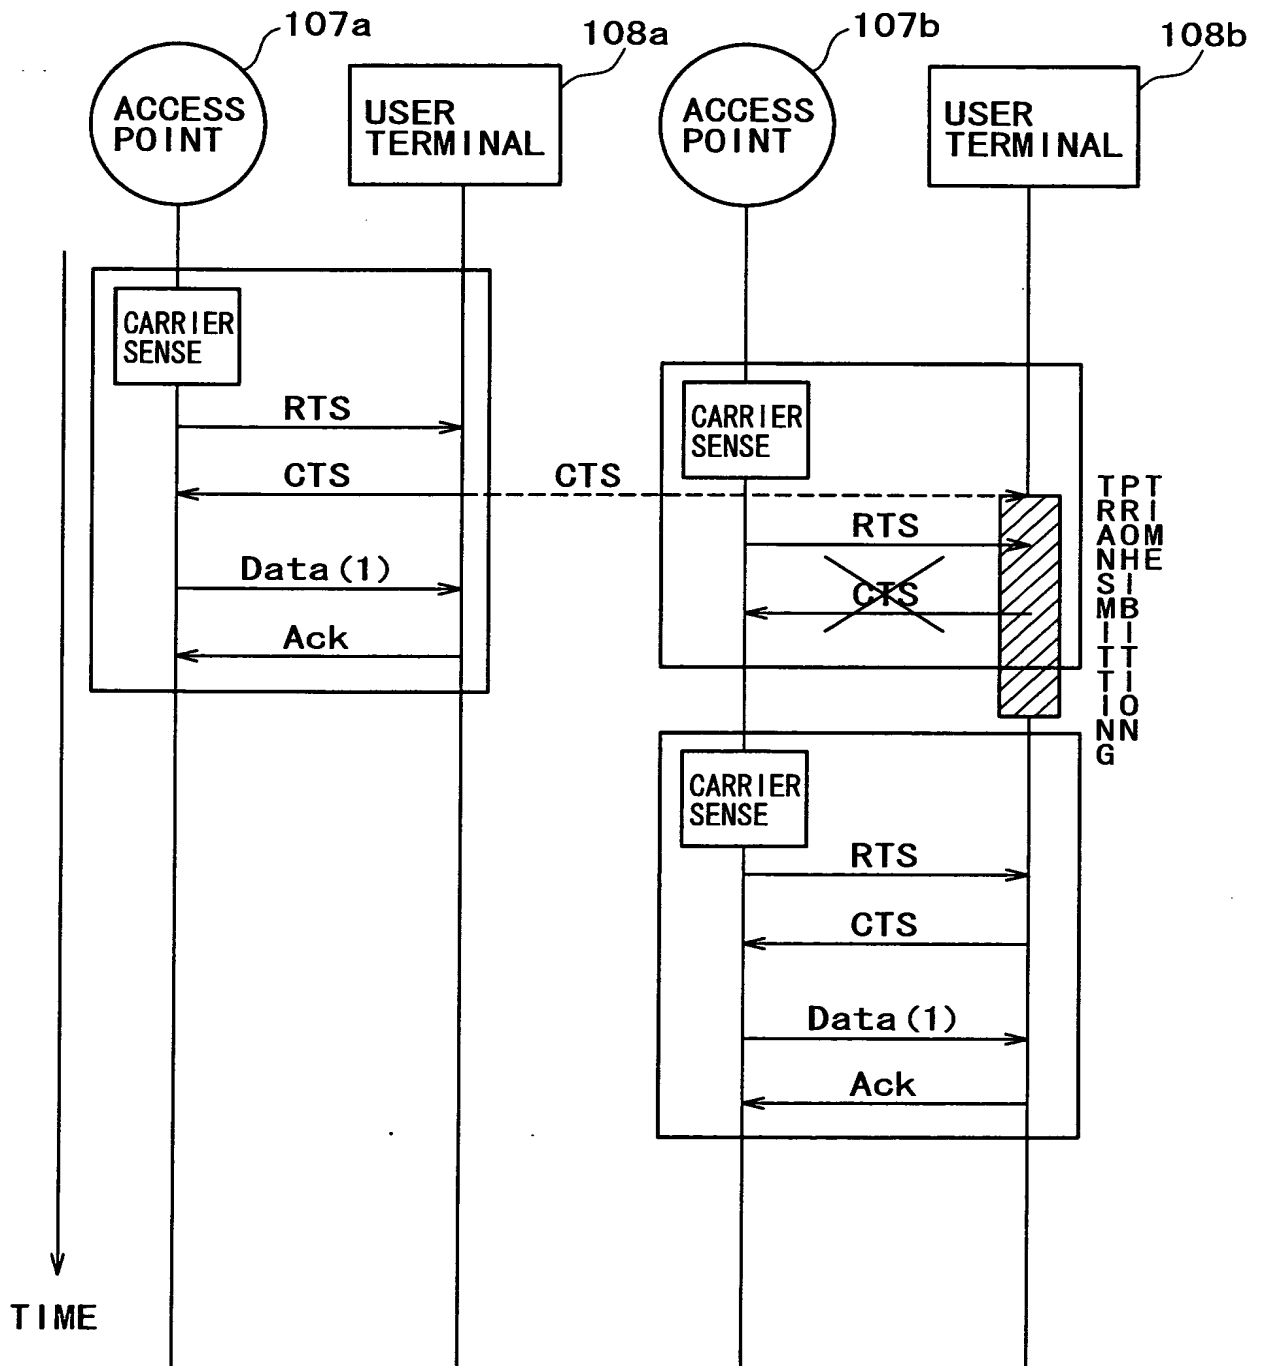 107a
108a
107b
108b
ACCESS
POINT
USER
TERMINAL
ACCESS
POINT
USER
TERMINAL
CARRIER
SENSE
RTS
CTS
CTS
Data(1)
Ack
CARRIER
SENSE
RTS
CTS
TRANSMITTING
PROHIBITION
TIME
CARRIER
SENSE
RTS
CTS
Data(1)
Ack
TIME